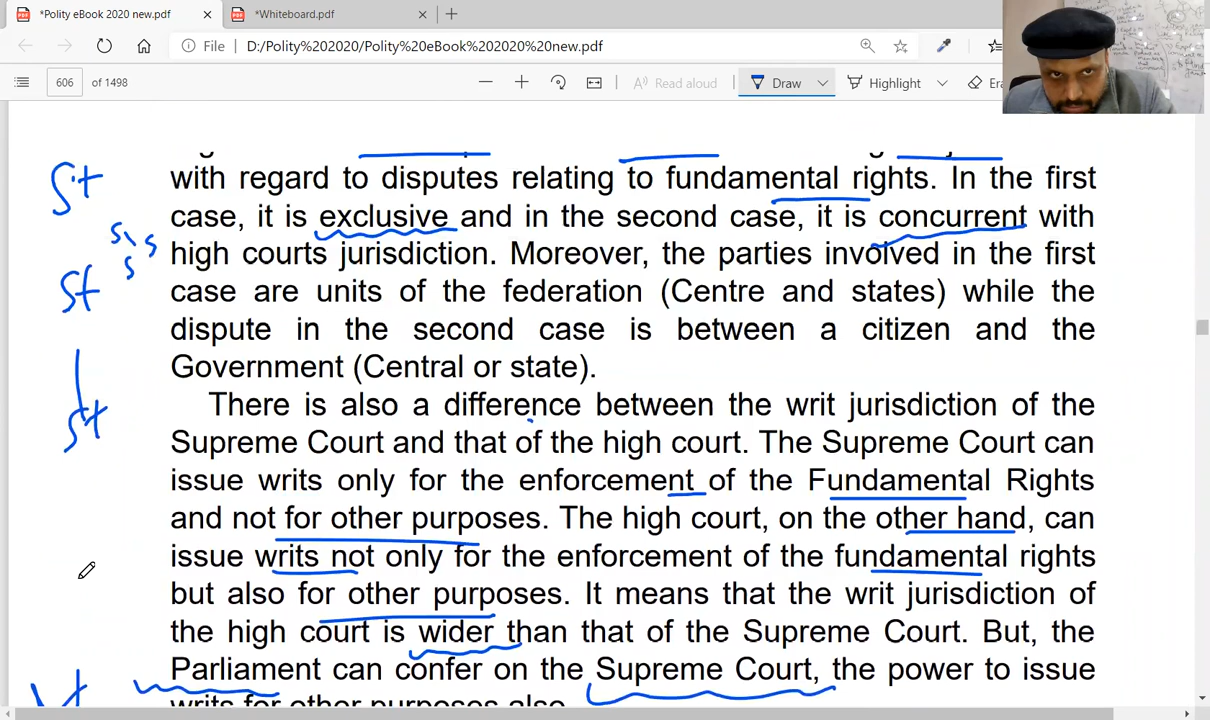 *Polity eBook 2020 new.pdf
*Whiteboard.pdf
File D:/Polity%202020/Polity%20eBook%202020%20new.pdf
606 of 1498
Read aloud
Draw
Highlight
with regard to disputes relating to fundamental rights. In the first
case, it is exclusive and in the second case, it is concurrent with
high courts jurisdiction. Moreover, the parties involved in the first
case are units of the federation (Centre and states) while the
dispute in the second case is between a citizen and the
Government (Central or state).
There is also a difference between the writ jurisdiction of the
Supreme Court and that of the high court. The Supreme Court can
issue writs only for the enforcement of the Fundamental Rights
and not for other purposes. The high court, on the other hand, can
issue writs not only for the enforcement of the fundamental rights
but also for other purposes. It means that the writ jurisdiction of
the high court is wider than that of the Supreme Court. But, the
Parliament can confer on the Supreme Court, the power to issue
writs for other purposes also.
St
St
St